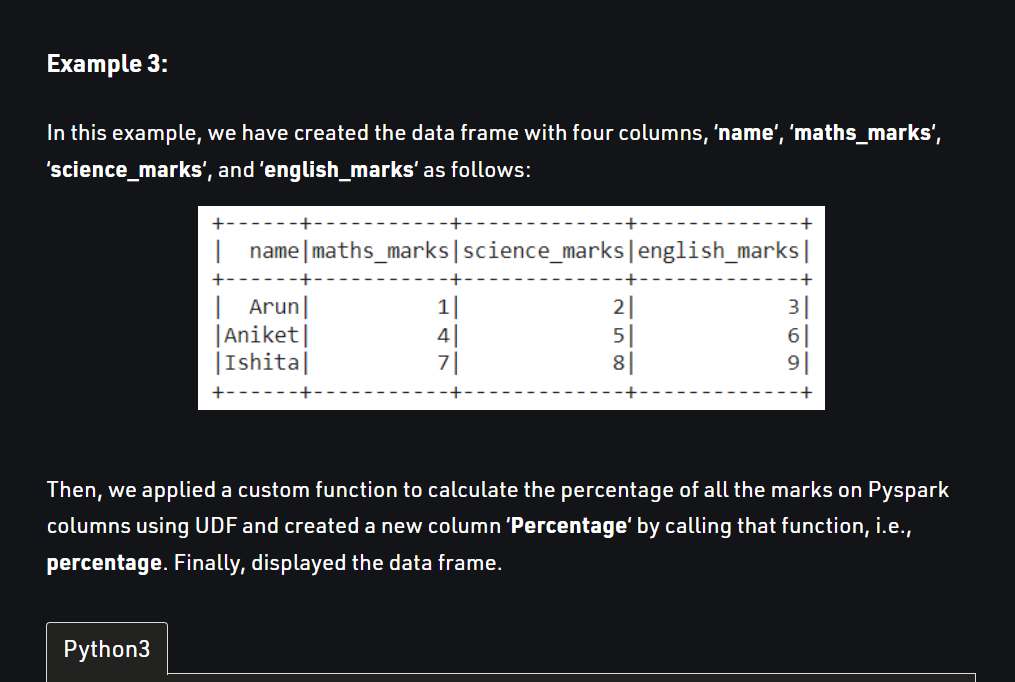 Example 3:
In this example, we have created the data frame with four columns, 'name', 'maths_marks',
'science_marks', and 'english_marks' as follows:
+------+-----------+-------------+-------------+
|  name|maths_marks|science_marks|english_marks|
+------+-----------+-------------+-------------+
|  Arun|          1|            2|            3|
|Aniket|          4|            5|            6|
|Ishita|          7|            8|            9|
+------+-----------+-------------+-------------+
Then, we applied a custom function to calculate the percentage of all the marks on Pyspark
columns using UDF and created a new column 'Percentage' by calling that function, i.e.,
percentage. Finally, displayed the data frame.
Python3